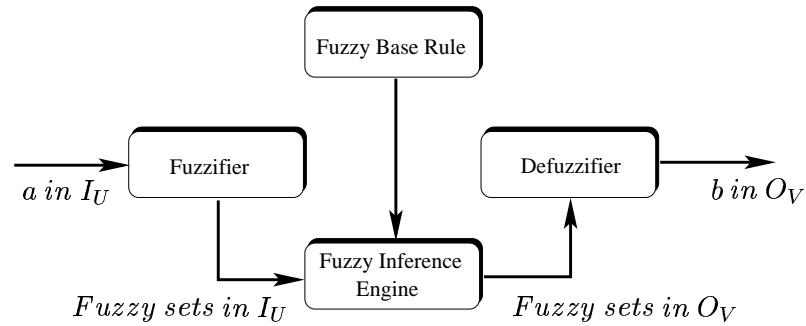 Fuzzy Base Rule
Fuzzifier
Defuzzifier
a in I_U
b in O_V
Fuzzy Inference
Engine
Fuzzy sets in I_U
Fuzzy sets in O_V